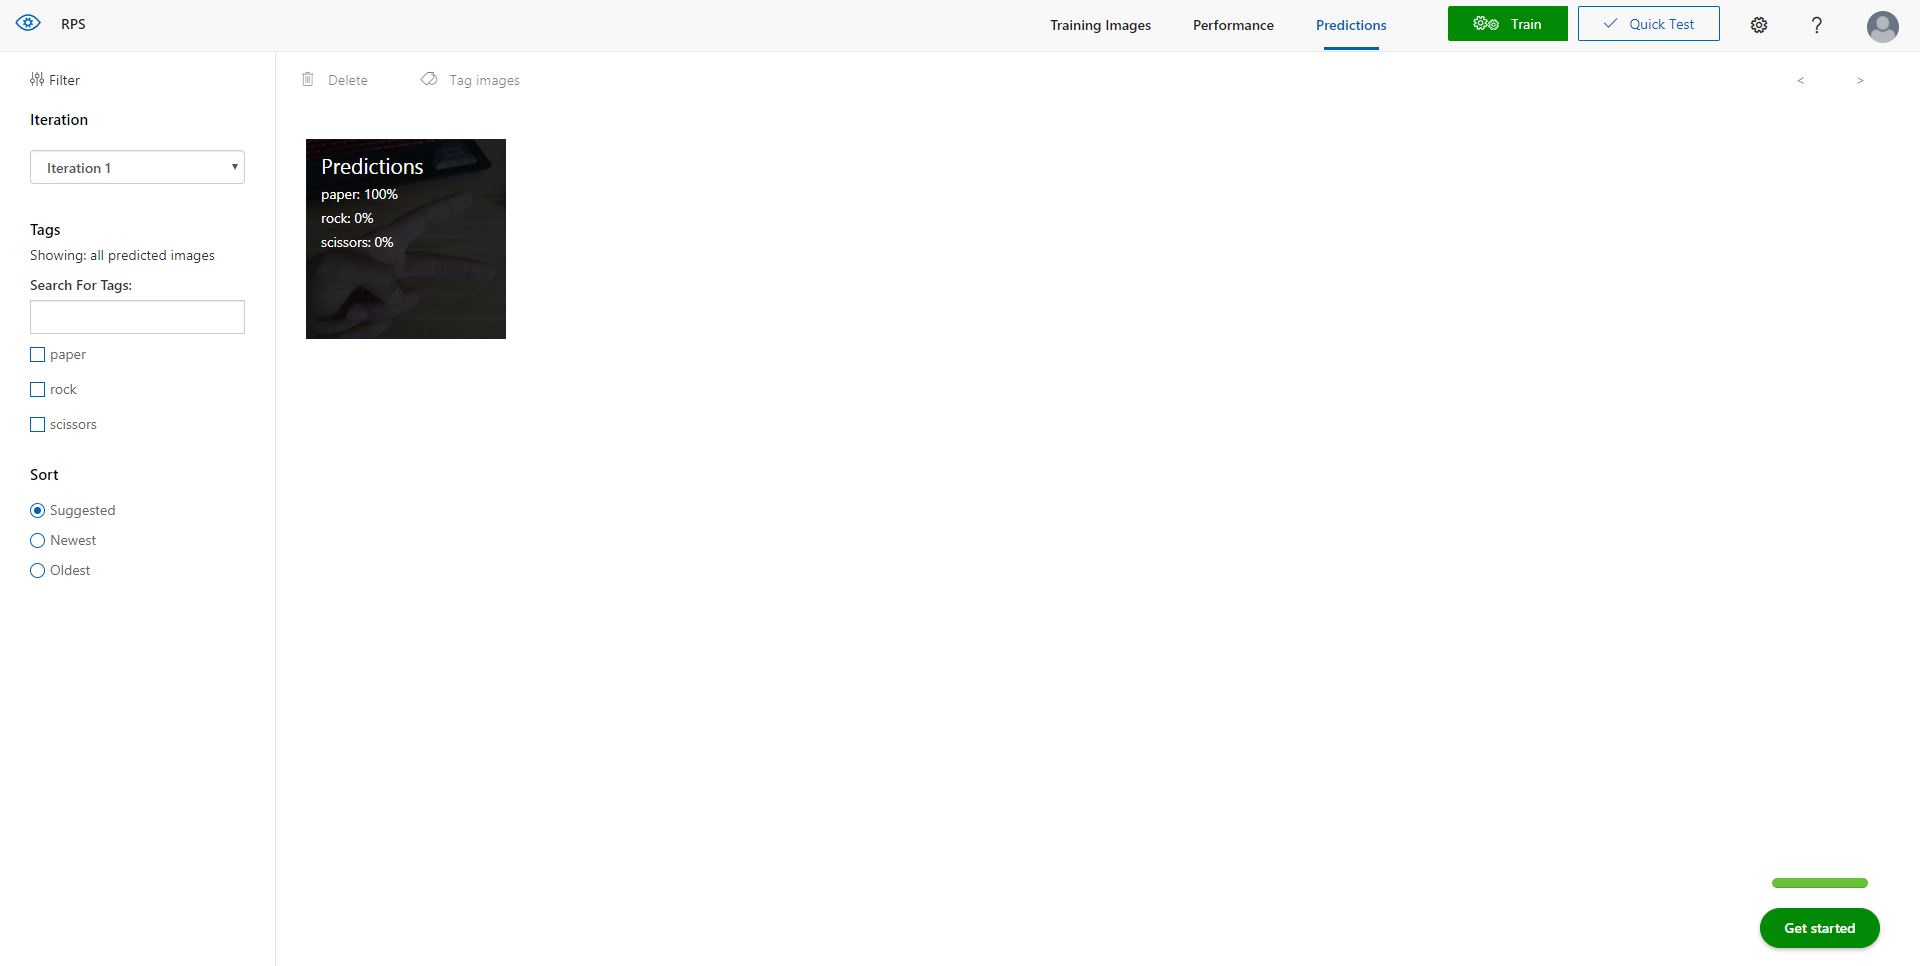 RPS
Training Images
Performance
Predictions
Train
Quick Test
?
Filter
Delete
Tag images
<
>
Iteration
Iteration 1
Tags
Showing: all predicted images
Search For Tags:
paper
rock
scissors
Sort
Suggested
Newest
Oldest
Predictions
paper: 100%
rock: 0%
scissors: 0%
Get started